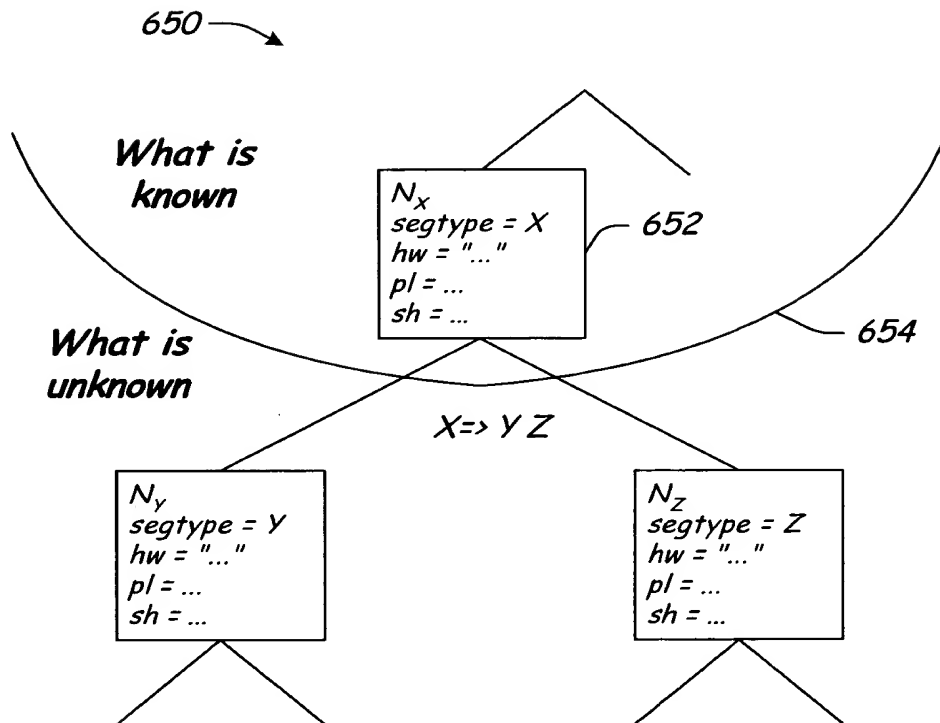 650
What is
known
N_X
segtype = X
hw = "..."
pl = ...
sh = ...
652
What is
unknown
654
X=> Y Z
N_Y
segtype = Y
hw = "..."
pl = ...
sh = ...
N_Z
segtype = Z
hw = "..."
pl = ...
sh = ...